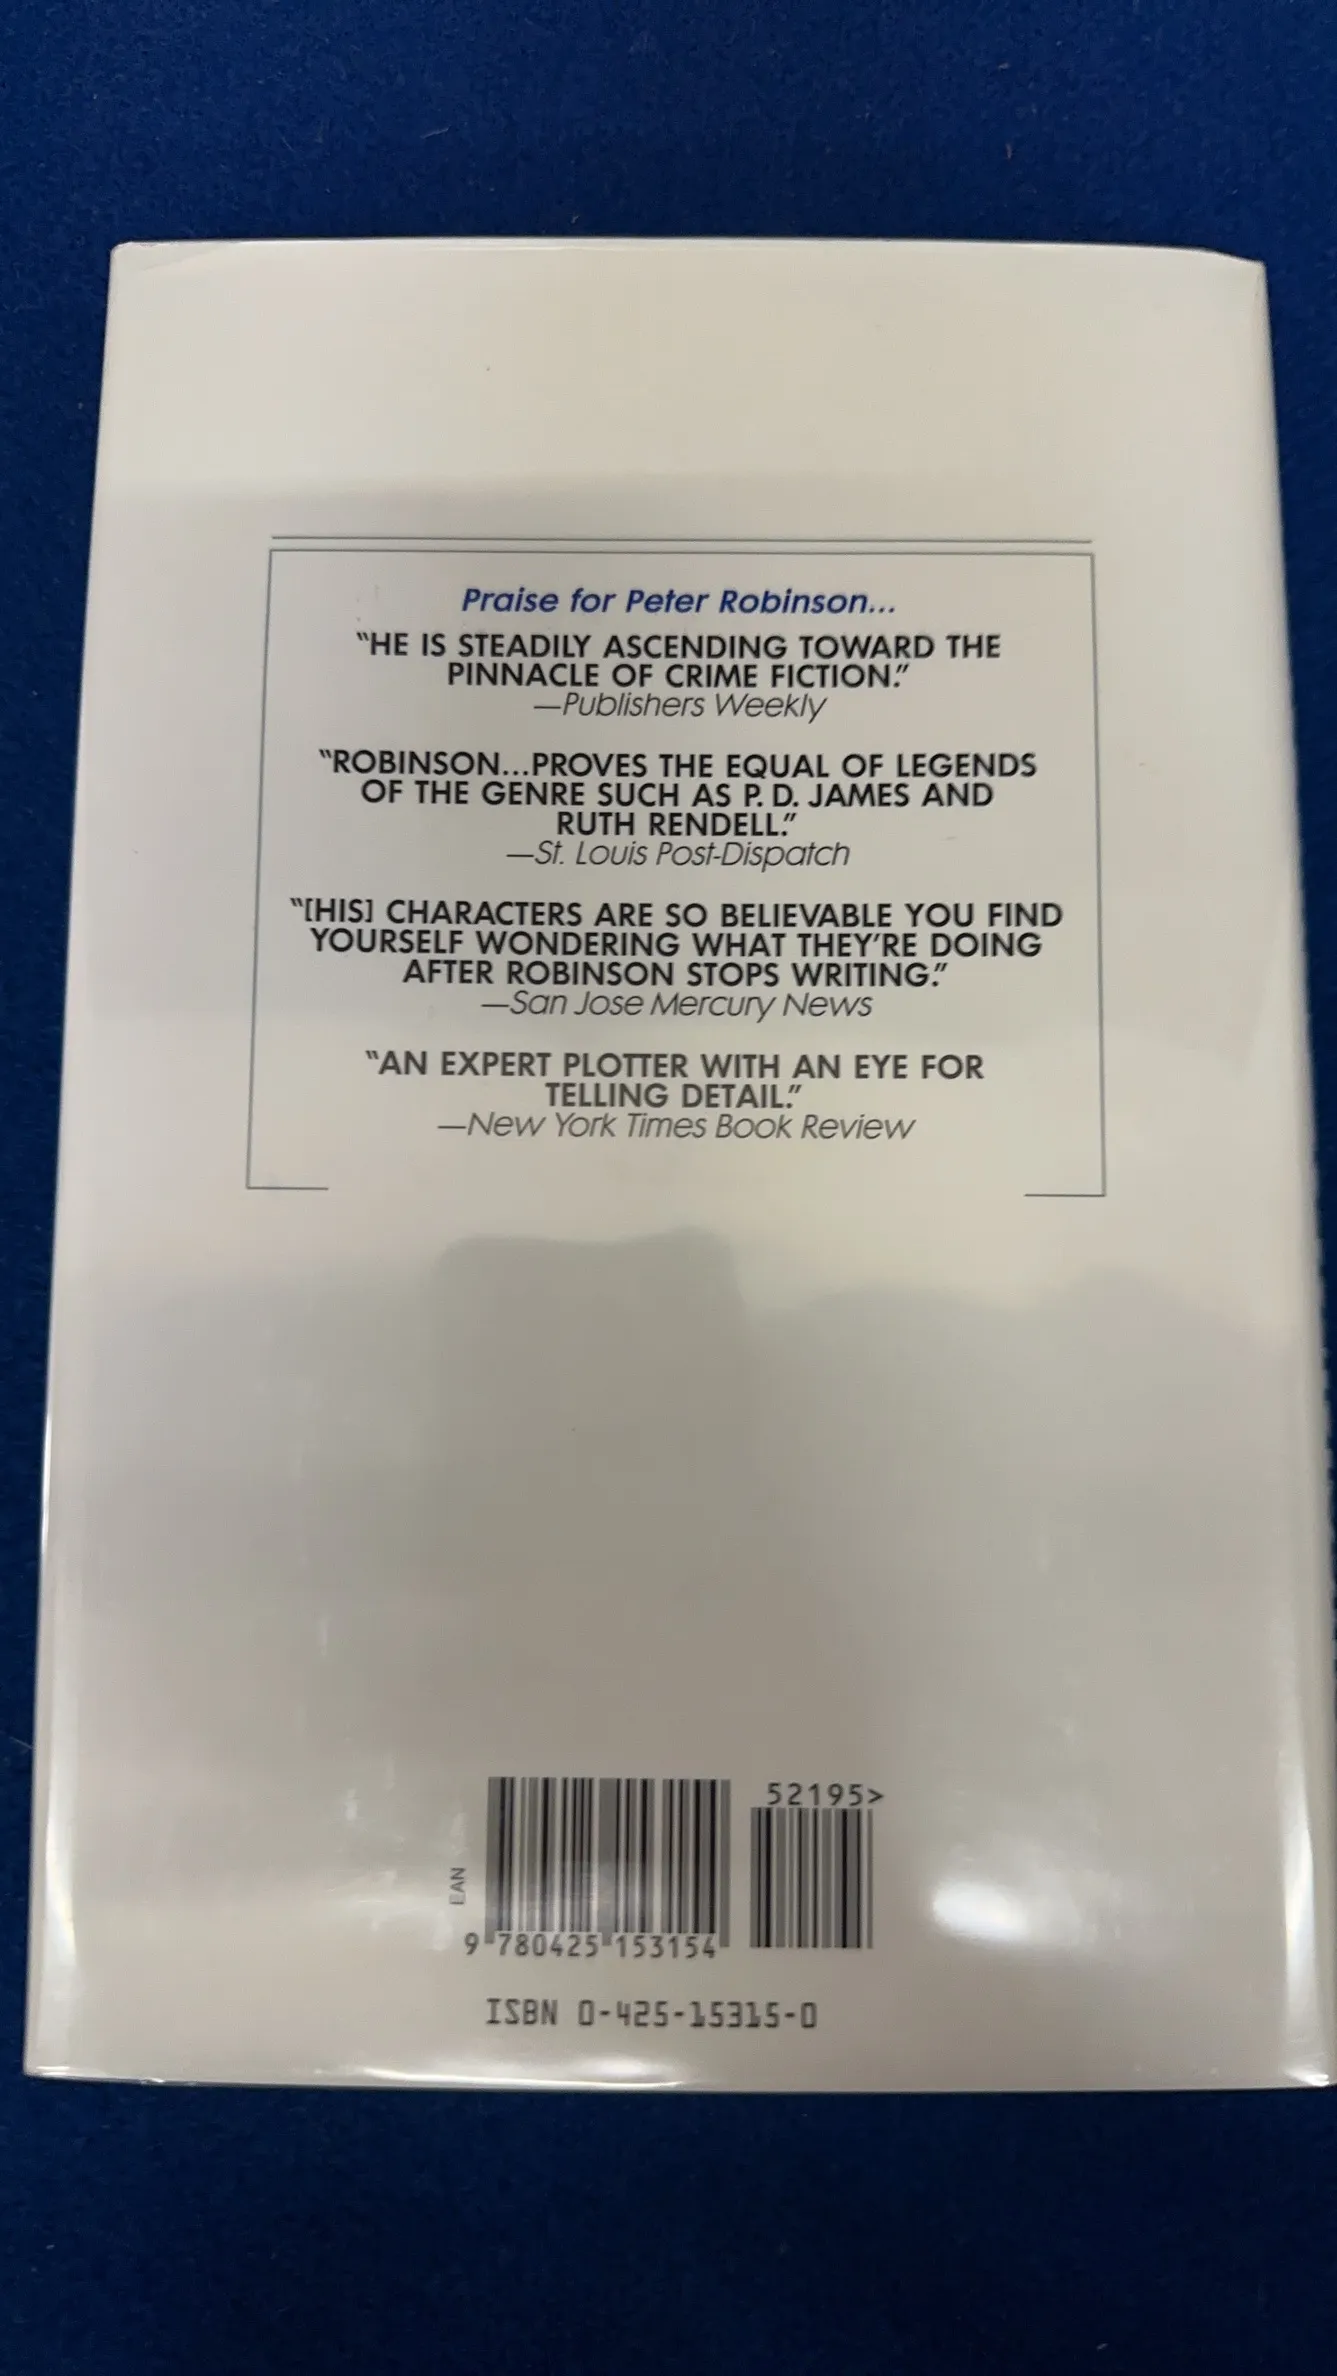 Praise for Peter Robinson...
"HE IS STEADILY ASCENDING TOWARD THE
PINNACLE OF CRIME FICTION."
—Publishers Weekly
"ROBINSON...PROVES THE EQUAL OF LEGENDS
OF THE GENRE SUCH AS P. D. JAMES AND
RUTH RENDELL."
—St. Louis Post-Dispatch
"[HIS] CHARACTERS ARE SO BELIEVABLE YOU FIND
YOURSELF WONDERING WHAT THEY'RE DOING
AFTER ROBINSON STOPS WRITING."
—San Jose Mercury News
"AN EXPERT PLOTTER WITH AN EYE FOR
TELLING DETAIL."
—New York Times Book Review
52195>
EAN
9 780425 153154
ISBN 0-425-15315-0